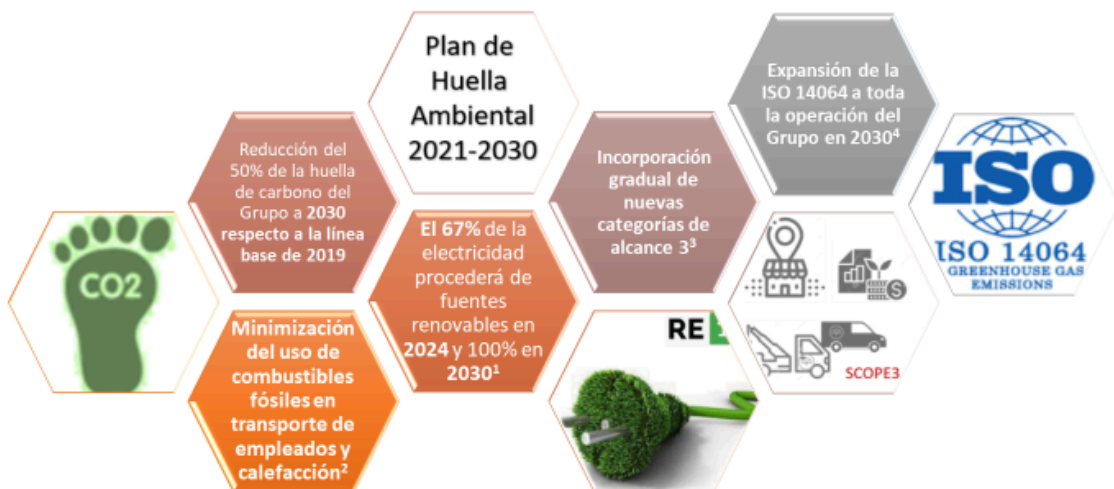 Plan de
Huella
Ambiental
2021-2030
Expansión de la
ISO 14064 a toda
la operación del
Grupo en 2030⁴
Reducción del
50% de la huella
de carbono del
Grupo a 2030
respecto a la línea
base de 2019
Incorporación
gradual de
nuevas
categorías de
alcance 3³
ISO
ISO 14064
GREENHOUSE GAS
EMISSIONS
CO2
El 67% de la
electricidad
procederá de
fuentes
renovables en
2024 y 100% en
2030¹
Minimización
del uso de
combustibles
fósiles en
transporte de
empleados y
calefacción²
RE
$
SCOPE3